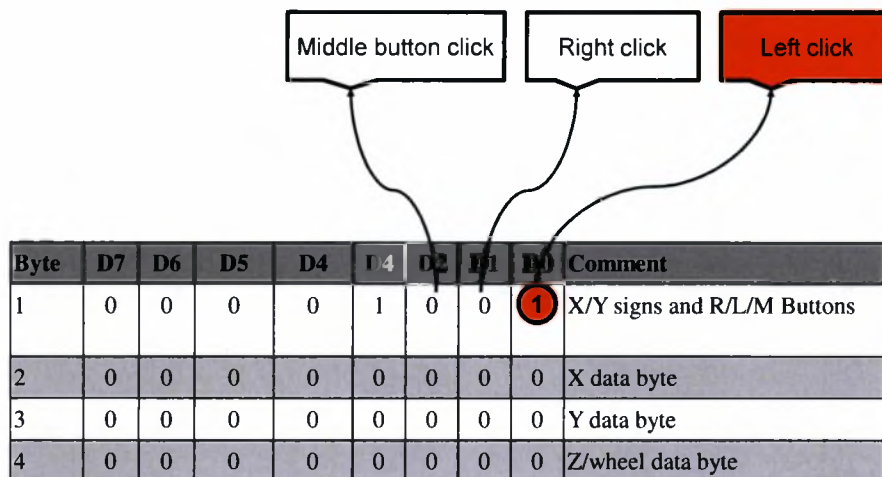 Middle button click Right click Left click
Byte D7 D6 D5 D4 D4 D2 D1 D0 Comment
1 0 0 0 0 1 0 0 1 X/Y signs and R/L/M Buttons
2 0 0 0 0 0 0 0 0 X data byte
3 0 0 0 0 0 0 0 0 Y data byte
4 0 0 0 0 0 0 0 0 Z/wheel data byte